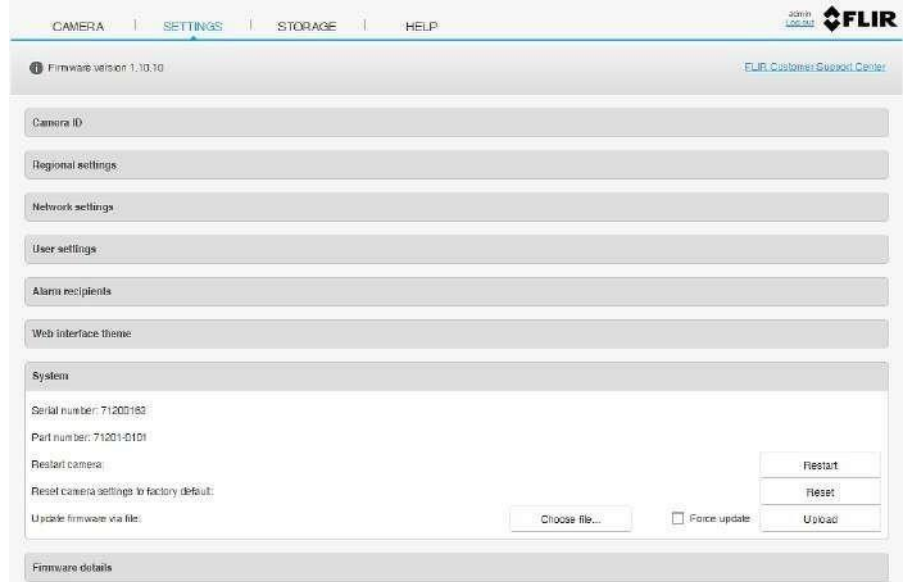 CAMERA | SETTINGS | STORAGE | HELP
admin
Log out
FLIR
Firmware version 1.10.10
FLIR Customer Support Center
Camera ID
Regional settings
Network settings
User settings
Alarm recipients
Web interface theme
System
Serial number: 71200163
Part number: 71201-0101
Restart camera: Restart
Reset camera settings to factory default: Reset
Update firmware via file: Choose file... Force update Upload
Firmware details